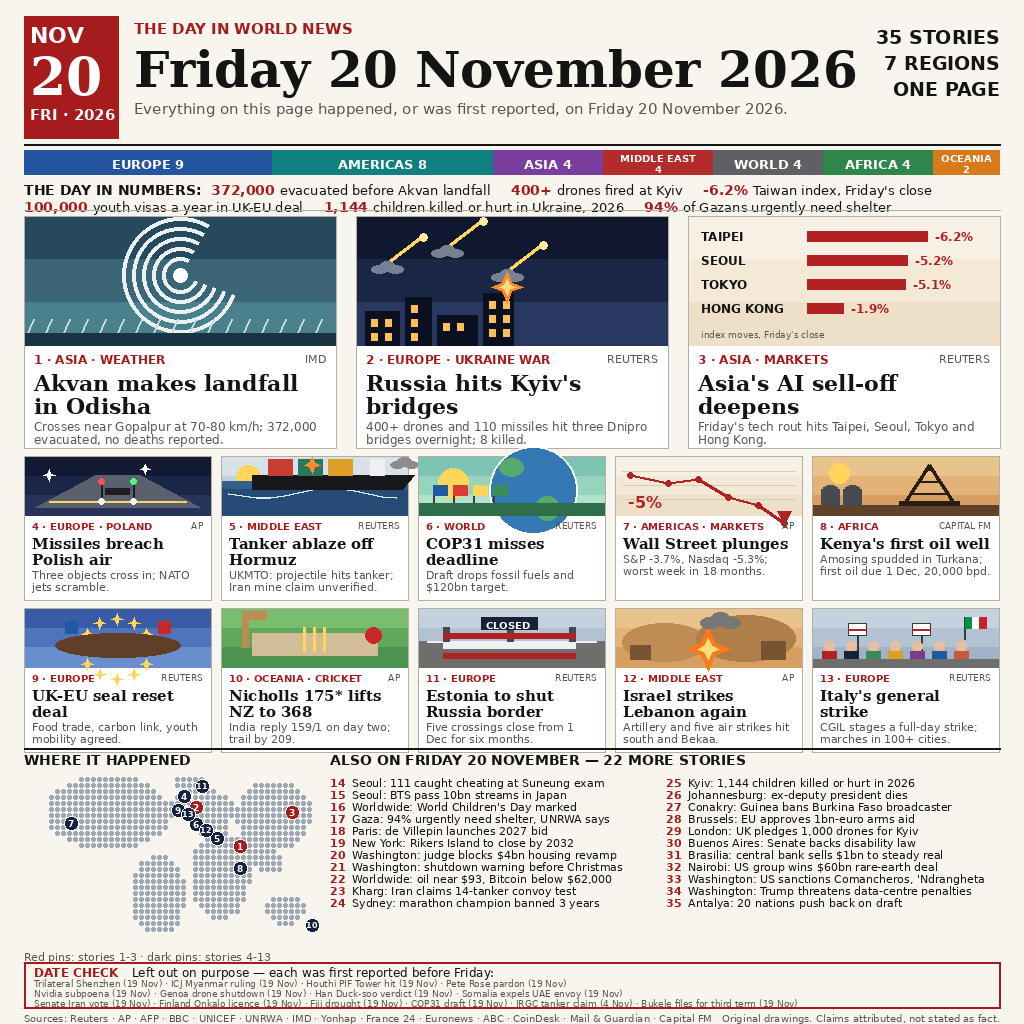 NOV
20
FRI · 2026
THE DAY IN WORLD NEWS
Friday 20 November 2026
Everything on this page happened, or was first reported, on Friday 20 November 2026.
35 STORIES
7 REGIONS
ONE PAGE
EUROPE 9
AMERICAS 8
ASIA 4
MIDDLE EAST
4
WORLD 4
AFRICA 4
OCEANIA
2
THE DAY IN NUMBERS: 372,000 evacuated before Akvan landfall 400+ drones fired at Kyiv -6.2% Taiwan index, Friday's close
100,000 youth visas a year in UK-EU deal 1,144 children killed or hurt in Ukraine, 2026 94% of Gazans urgently need shelter
1 · ASIA · WEATHER IMD
Akvan makes landfall
in Odisha
Crosses near Gopalpur at 70-80 km/h; 372,000
evacuated, no deaths reported.
2 · EUROPE · UKRAINE WAR REUTERS
Russia hits Kyiv's
bridges
400+ drones and 110 missiles hit three Dnipro
bridges overnight; 8 killed.
TAIPEI -6.2%
SEOUL -5.2%
TOKYO -5.1%
HONG KONG -1.9%
index moves, Friday's close
3 · ASIA · MARKETS REUTERS
Asia's AI sell-off
deepens
Friday's tech rout hits Taipei, Seoul, Tokyo and
Hong Kong.
4 · EUROPE · POLAND AP
Missiles breach
Polish air
Three objects cross in; NATO
jets scramble.
5 · MIDDLE EAST REUTERS
Tanker ablaze off
Hormuz
UKMTO: projectile hits tanker;
Iran mine claim unverified.
6 · WORLD REUTERS
COP31 misses
deadline
Draft drops fossil fuels and
$120bn target.
-5%
7 · AMERICAS · MARKETS AP
Wall Street plunges
S&P -3.7%, Nasdaq -5.3%;
worst week in 18 months.
8 · AFRICA CAPITAL FM
Kenya's first oil well
Amosing spudded in Turkana;
first oil due 1 Dec, 20,000 bpd.
9 · EUROPE REUTERS
UK-EU seal reset
deal
Food trade, carbon link, youth
mobility agreed.
10 · OCEANIA · CRICKET AP
Nicholls 175* lifts
NZ to 368
India reply 159/1 on day two;
trail by 209.
CLOSED
11 · EUROPE REUTERS
Estonia to shut
Russia border
Five crossings close from 1
Dec for six months.
12 · MIDDLE EAST AP
Israel strikes
Lebanon again
Artillery and five air strikes hit
south and Bekaa.
13 · EUROPE REUTERS
Italy's general
strike
CGIL stages a full-day strike;
marches in 100+ cities.
WHERE IT HAPPENED
11
4
2
9
13
6
12
5
7
3
1
8
10
Red pins: stories 1-3 · dark pins: stories 4-13
ALSO ON FRIDAY 20 NOVEMBER — 22 MORE STORIES
14 Seoul: 111 caught cheating at Suneung exam
15 Seoul: BTS pass 10bn streams in Japan
16 Worldwide: World Children's Day marked
17 Gaza: 94% urgently need shelter, UNRWA says
18 Paris: de Villepin launches 2027 bid
19 New York: Rikers Island to close by 2032
20 Washington: judge blocks $4bn housing revamp
21 Washington: shutdown warning before Christmas
22 Worldwide: oil near $93, Bitcoin below $62,000
23 Kharg: Iran claims 14-tanker convoy test
24 Sydney: marathon champion banned 3 years
25 Kyiv: 1,144 children killed or hurt in 2026
26 Johannesburg: ex-deputy president dies
27 Conakry: Guinea bans Burkina Faso broadcaster
28 Brussels: EU approves 1bn-euro arms aid
29 London: UK pledges 1,000 drones for Kyiv
30 Buenos Aires: Senate backs disability law
31 Brasilia: central bank sells $1bn to steady real
32 Nairobi: US group wins $60bn rare-earth deal
33 Washington: US sanctions Comancheros, 'Ndrangheta
34 Washington: Trump threatens data-centre penalties
35 Antalya: 20 nations push back on draft
DATE CHECK Left out on purpose — each was first reported before Friday:
Trilateral Shenzhen (19 Nov) · ICJ Myanmar ruling (19 Nov) · Houthi PIF Tower hit (19 Nov) · Pete Rose pardon (19 Nov)
Nvidia subpoena (19 Nov) · Genoa drone shutdown (19 Nov) · Han Duck-soo verdict (19 Nov) · Somalia expels UAE envoy (19 Nov)
Senate Iran vote (19 Nov) · Finland Onkalo licence (19 Nov) · Fiji drought (19 Nov) · COP31 draft (19 Nov) · IRGC tanker claim (4 Nov) · Bukele files for third term (19 Nov)
Sources: Reuters · AP · AFP · BBC · UNICEF · UNRWA · IMD · Yonhap · France 24 · Euronews · ABC · CoinDesk · Mail & Guardian · Capital FM Original drawings. Claims attributed, not stated as fact.